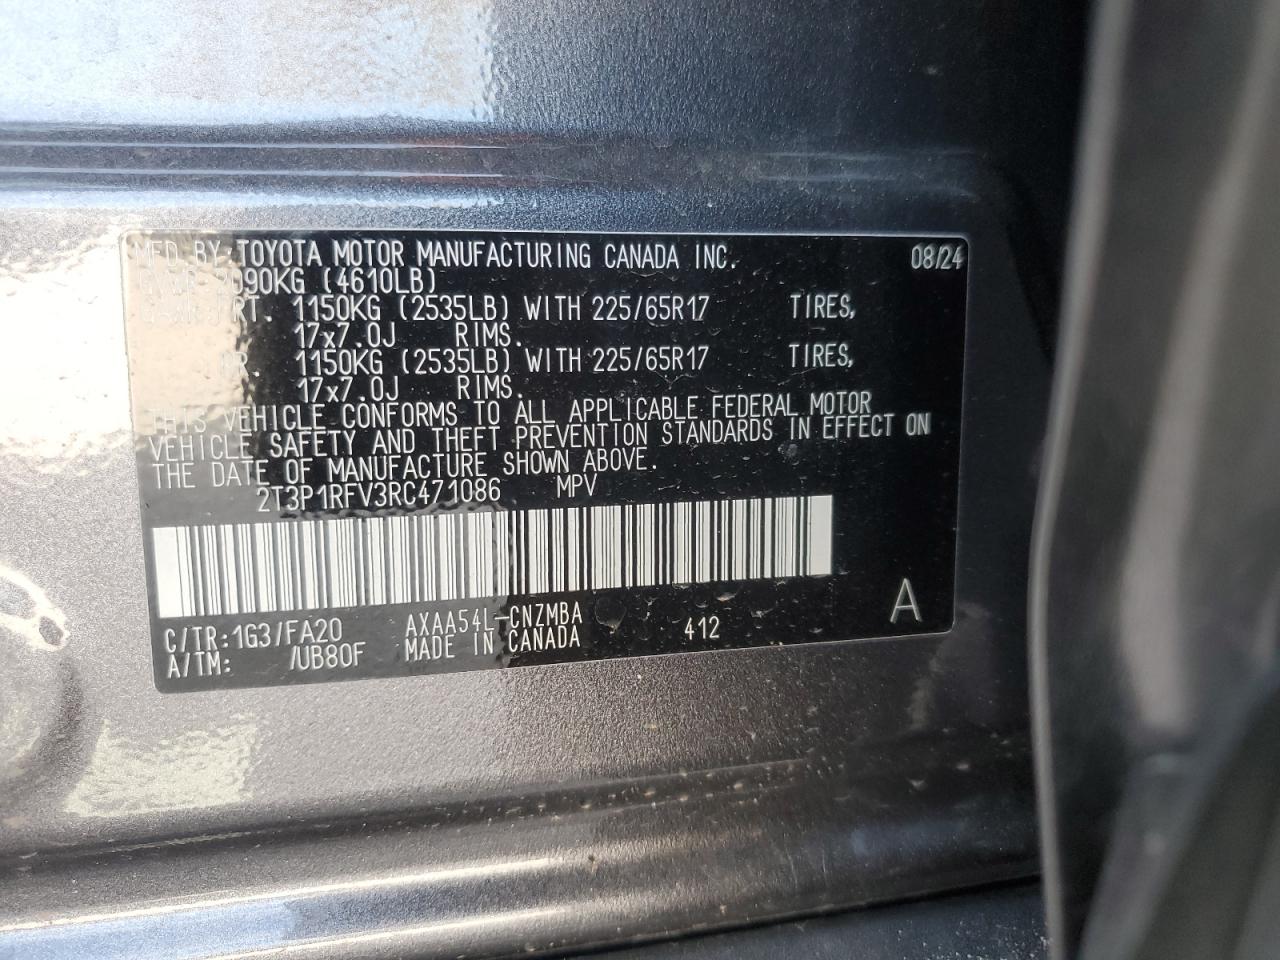 MFD BY TOYOTA MOTOR MANUFACTURING CANADA INC. 08/24
GVWR 2090KG (4610LB)
GAWR FRT. 1150KG (2535LB) WITH 225/65R17 TIRES,
17x7.0J RIMS.
RR. 1150KG (2535LB) WITH 225/65R17 TIRES,
17x7.0J RIMS.
THIS VEHICLE CONFORMS TO ALL APPLICABLE FEDERAL MOTOR
VEHICLE SAFETY AND THEFT PREVENTION STANDARDS IN EFFECT ON
THE DATE OF MANUFACTURE SHOWN ABOVE.
2T3P1RFV3RC471086 MPV
C/TR:1G3/FA20 AXAA54L-CNZMBA 412 A
A/TM: /UB80F MADE IN CANADA